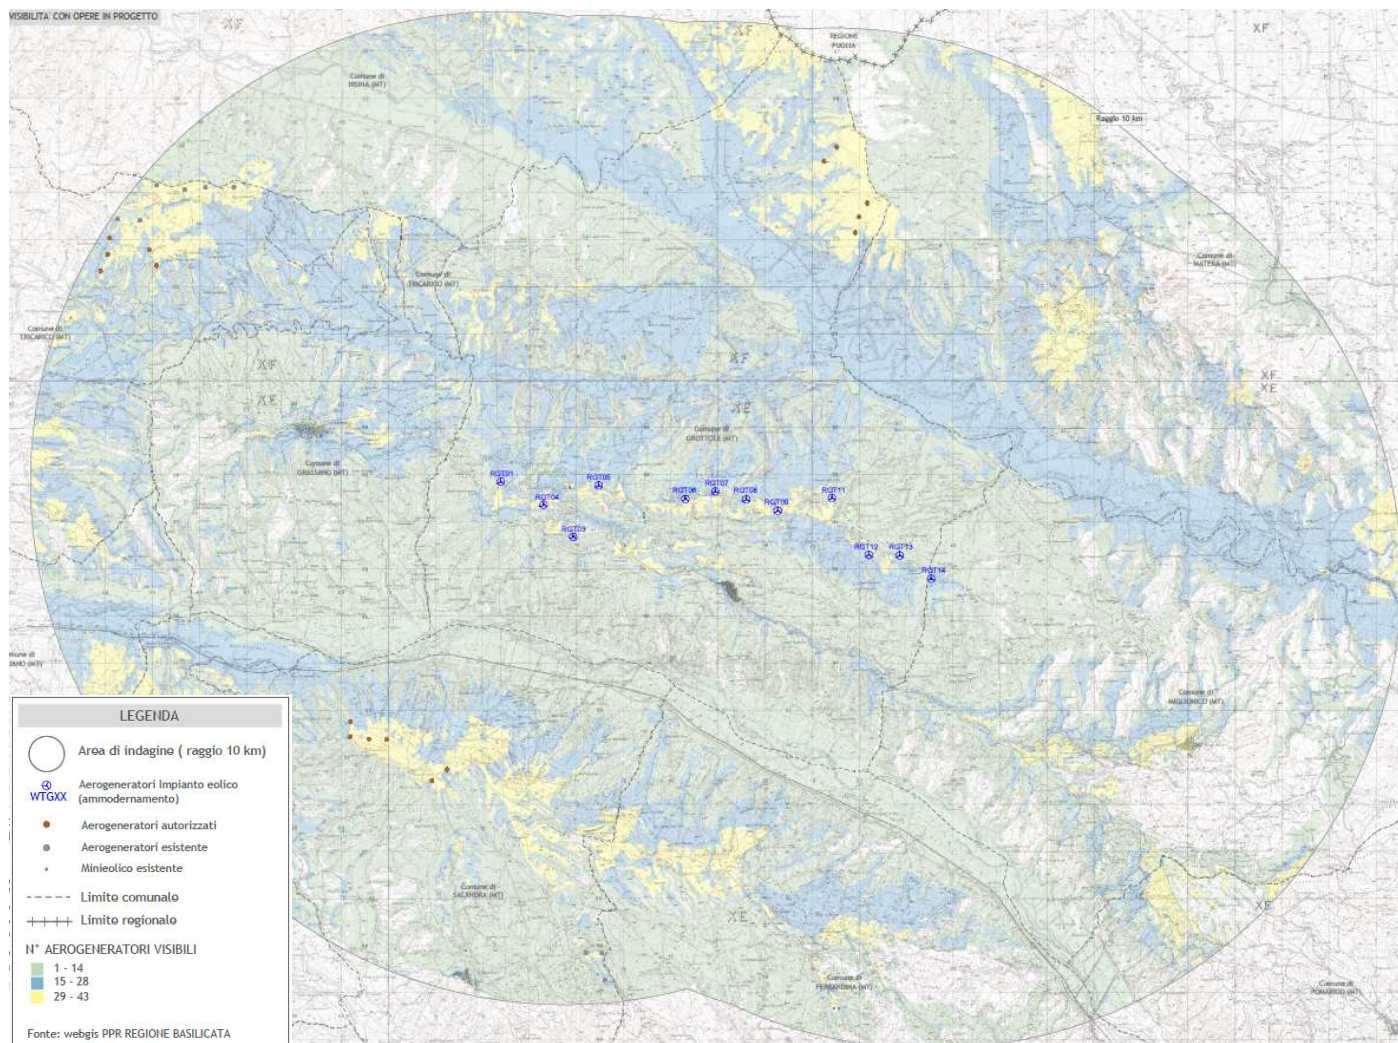 VISIBILITA' CON OPERE IN PROGETTO
XF
XF
XF
REGIONE
PUGLIA
Comune di
IRSINA (MT)
Raggio 10 km
Comune di
MATERA (MT)
Comune di
TRICARICO (MT)
Comune di
TRICARICO (MT)
XF
XE
XF
XE
XF
XE
Comune di
GROTTOLE (MT)
Comune di
GRASSANO (MT)
RGT01
RGT04
RGT05
RGT03
RGT06
RGT07
RGT08
RGT09
RGT11
RGT12
RGT13
RGT14
Comune di
MIGLIONICO (MT)
Comune di
SALANDRA (MT)
XE
XE
Comune di
FERRANDINA (MT)
Comune di
POMARICO (MT)
LEGENDA
Area di indagine ( raggio 10 km)
WTGXX
Aerogeneratori Impianto eolico
(ammodernamento)
Aerogeneratori autorizzati
Aerogeneratori esistente
Minieolico esistente
Limite comunale
Limite regionale
N° AEROGENERATORI VISIBILI
1 - 14
15 - 28
29 - 43
Fonte: webgis PPR REGIONE BASILICATA